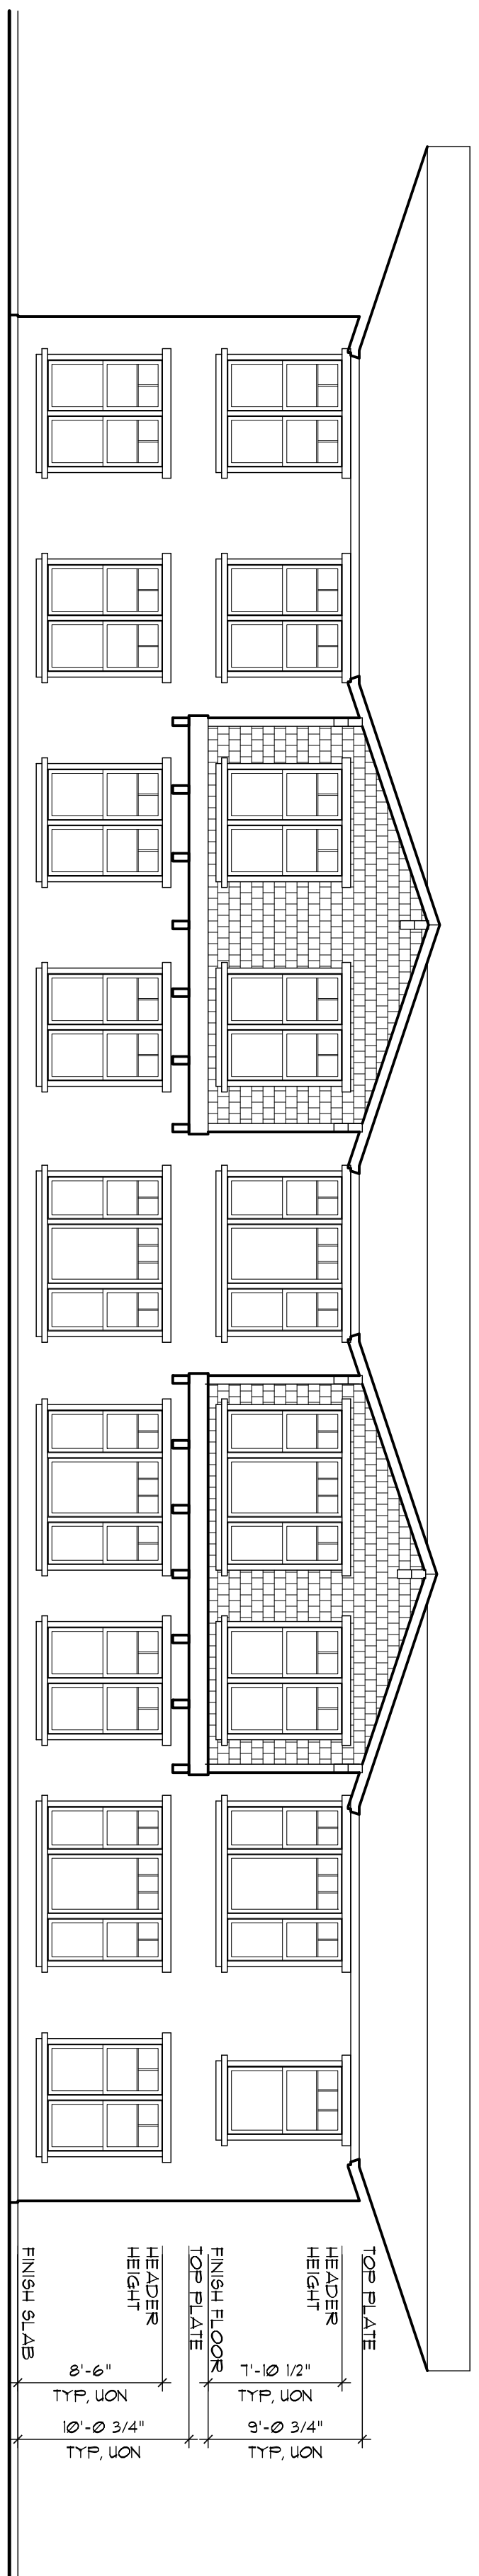 TOP PLATE
HEADER
HEIGHT
FINISH FLOOR
TOP PLATE
HEADER
HEIGHT
FINISH SLAB
7'-10 1/2"
TYP, UON
9'-0 3/4"
TYP, UON
8'-6"
TYP, UON
10'-0 3/4"
TYP, UON